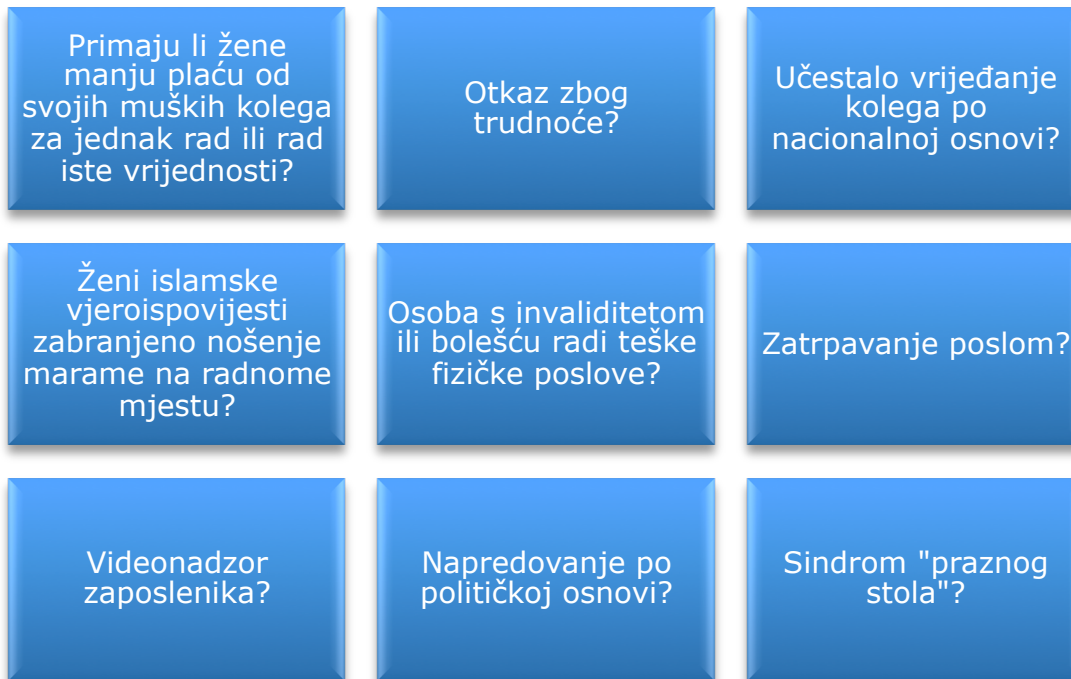 Primaju li žene
manju plaću od
svojih muških kolega
za jednak rad ili rad
iste vrijednosti?
Otkaz zbog
trudnoće?
Učestalo vrijeđanje
kolega po
nacionalnoj osnovi?
Ženi islamske
vjeroispovijesti
zabranjeno nošenje
marame na radnome
mjestu?
Osoba s invaliditetom
ili bolešću radi teške
fizičke poslove?
Zatrpavanje poslom?
Videonadzor
zaposlenika?
Napredovanje po
političkoj osnovi?
Sindrom "praznog
stola"?